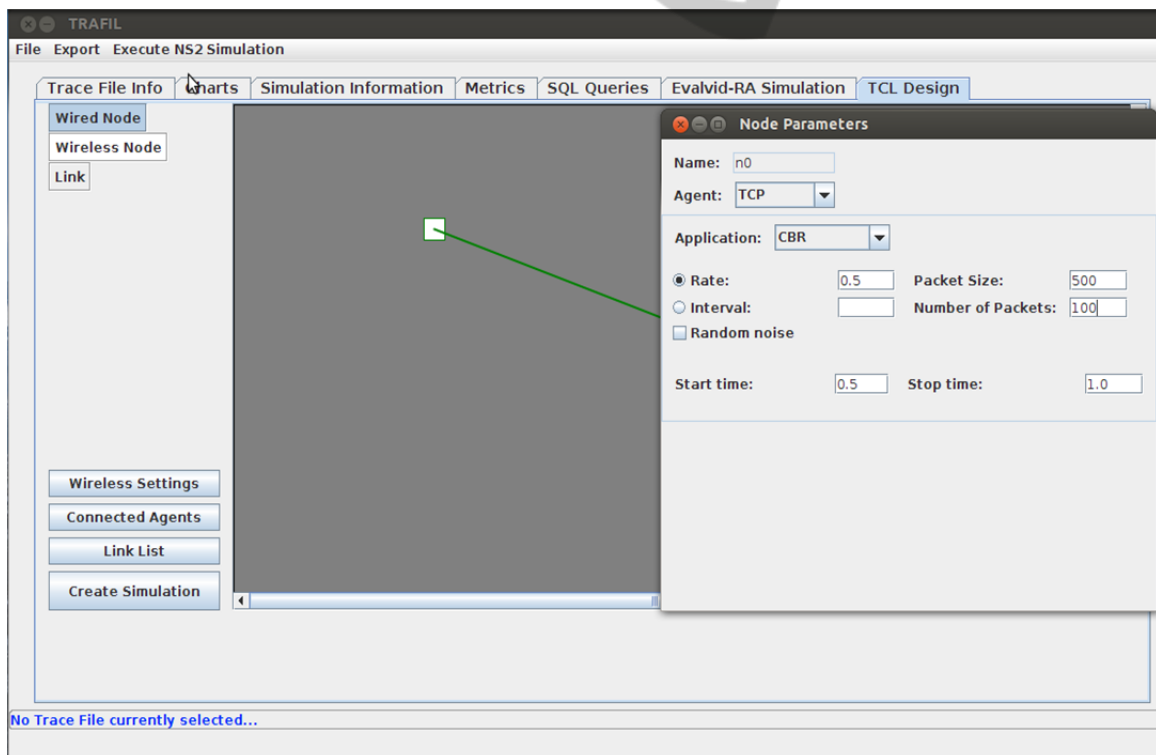 TRAFIL
File Export Execute NS2 Simulation
Trace File Info Charts Simulation Information Metrics SQL Queries Evalvid-RA Simulation TCL Design
Wired Node
Wireless Node
Link
Wireless Settings
Connected Agents
Link List
Create Simulation
Node Parameters
Name: n0
Agent: TCP
Application: CBR
Rate: 0.5 Packet Size: 500
Interval: Number of Packets: 100
Random noise
Start time: 0.5 Stop time: 1.0
No Trace File currently selected...